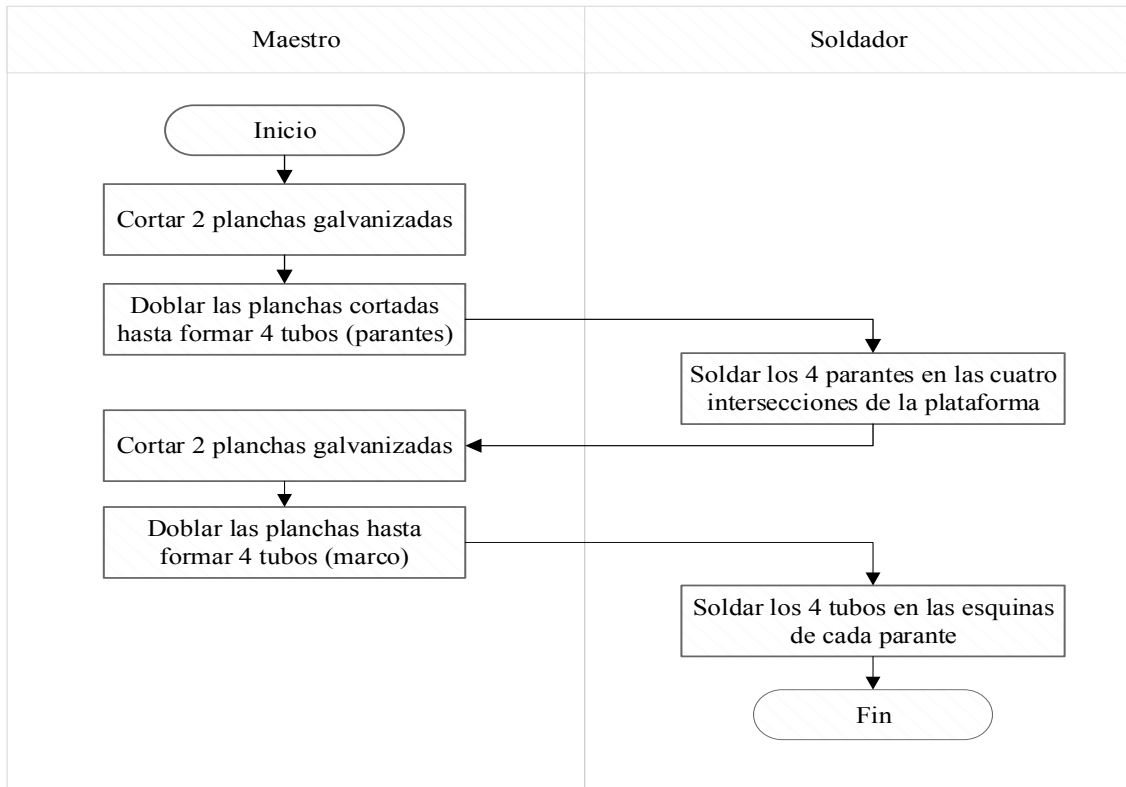 Maestro
Soldador
Inicio
Cortar 2 planchas galvanizadas
Doblar las planchas cortadas
hasta formar 4 tubos (parantes)
Soldar los 4 parantes en las cuatro
intersecciones de la plataforma
Cortar 2 planchas galvanizadas
Doblar las planchas hasta
formar 4 tubos (marco)
Soldar los 4 tubos en las esquinas
de cada parante
Fin